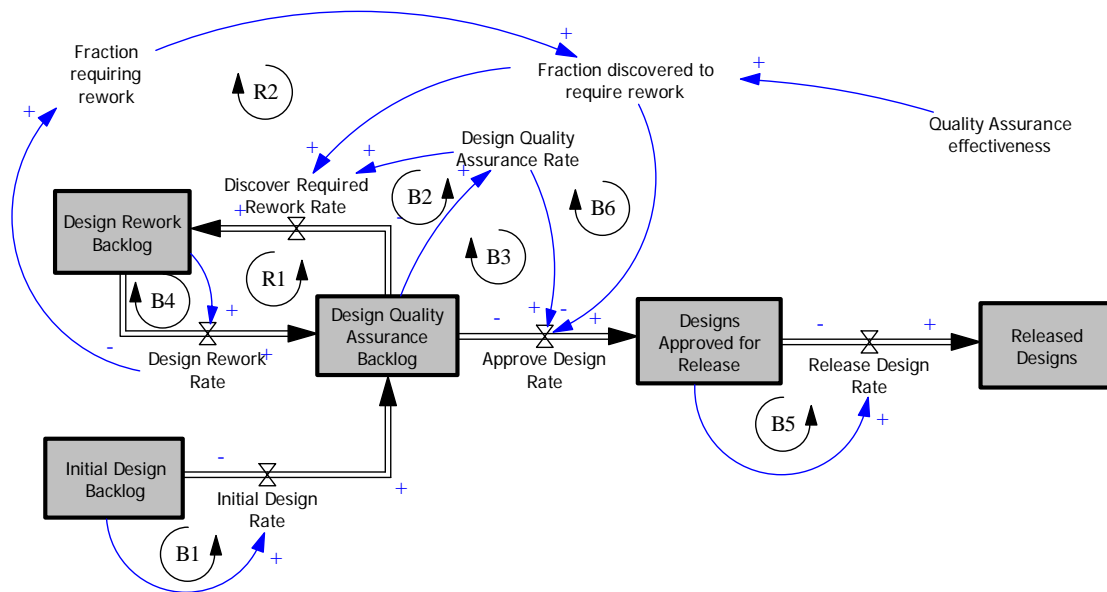 Fraction
requiring
rework
+
+
R2
Fraction discovered to
require rework
+
Quality Assurance
effectiveness
+
+
+
Design Quality
Assurance Rate
+
+
Discover Required
Rework Rate
B2
-
B6
Design Rework
Backlog
+
B3
R1
B4
+
-
Design Rework
Rate
+
Design Quality
Assurance
Backlog
-
+
-
+
Approve Design
Rate
Designs
Approved for
Release
-
+
Release Design
Rate
Released
Designs
B5
+
Initial Design
Backlog
-
Initial Design
Rate
+
B1
+